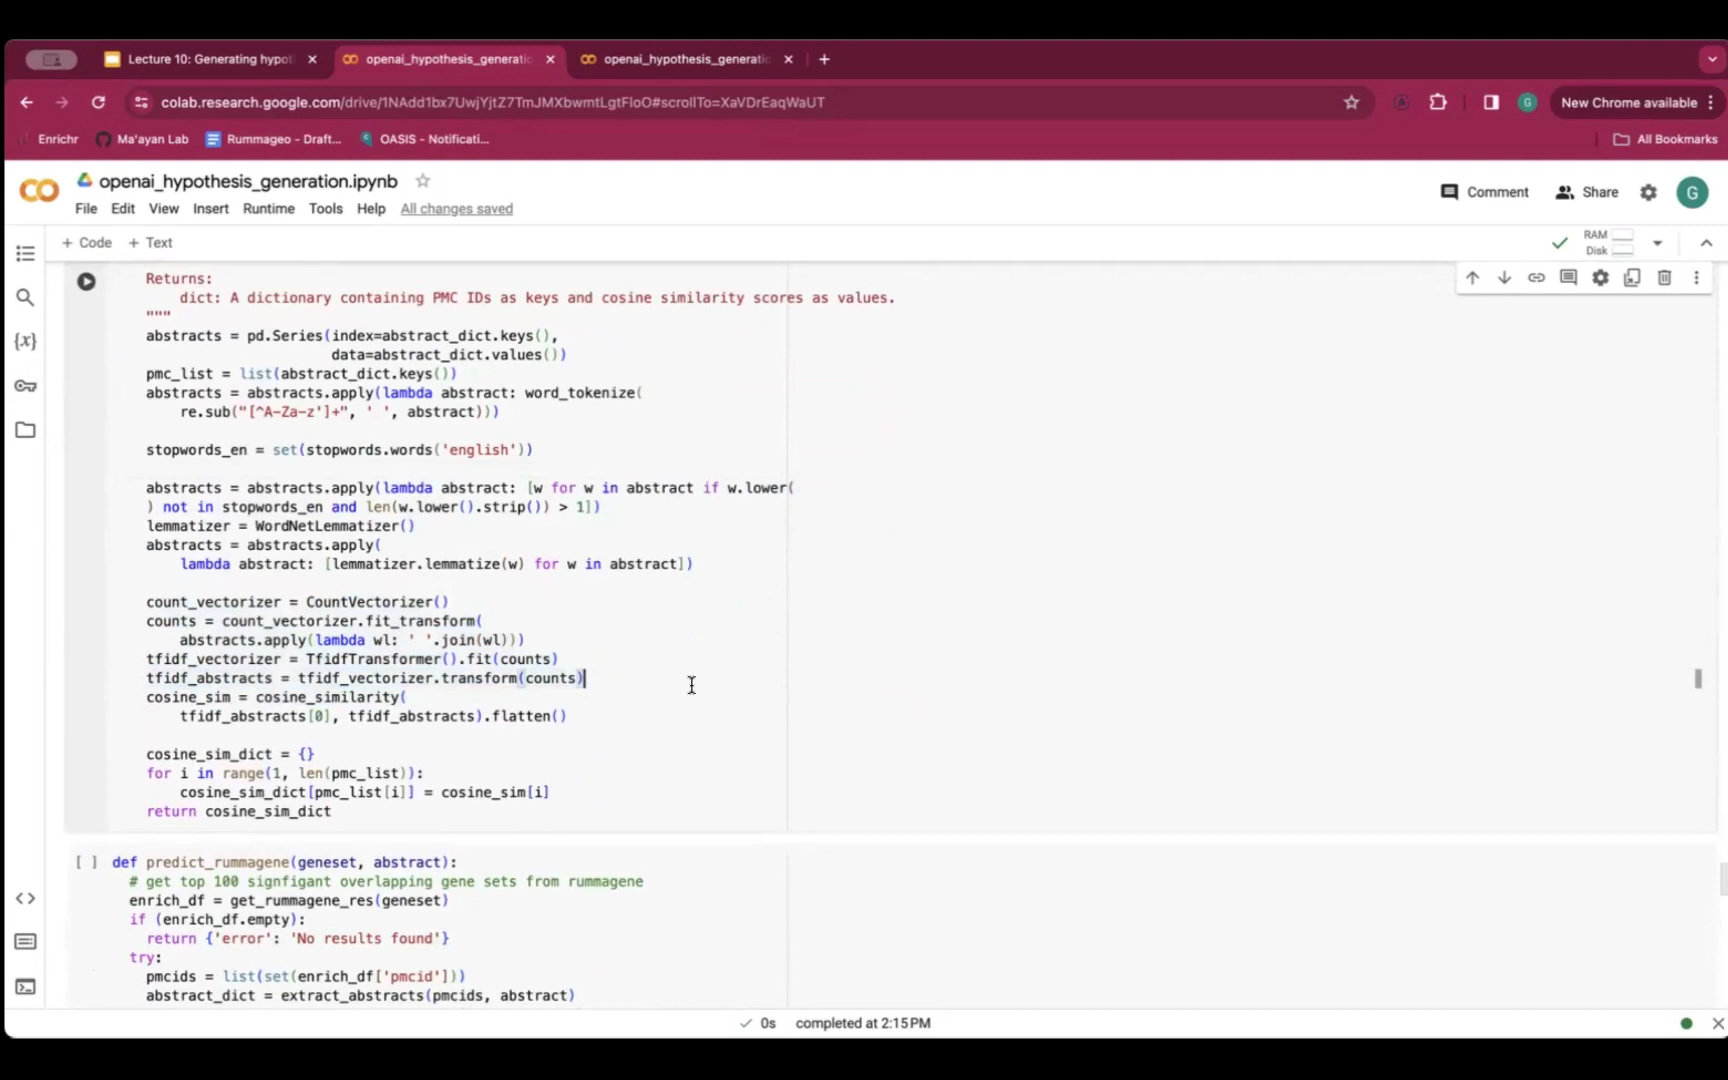 Lecture 10: Generating hypot
openai_hypothesis_generatio
openai_hypothesis_generatio
colab.research.google.com/drive/1NAdd1bx7UwjYjtZ7TmJMXbwmtLgtFIoO#scrollTo=XaVDrEaqWaUT
G
New Chrome available
Enrichr
Ma'ayan Lab
Rummageo - Draft...
OASIS - Notificati...
All Bookmarks
openai_hypothesis_generation.ipynb
Comment
Share
G
File Edit View Insert Runtime Tools Help All changes saved
+ Code + Text
RAM
Disk
Returns:
dict: A dictionary containing PMC IDs as keys and cosine similarity scores as values.
"""
abstracts = pd.Series(index=abstract_dict.keys(),
data=abstract_dict.values())
pmc_list = list(abstract_dict.keys())
abstracts = abstracts.apply(lambda abstract: word_tokenize(
re.sub("[^A-Za-z']+", ' ', abstract)))
stopwords_en = set(stopwords.words('english'))
abstracts = abstracts.apply(lambda abstract: [w for w in abstract if w.lower(
) not in stopwords_en and len(w.lower().strip()) > 1])
lemmatizer = WordNetLemmatizer()
abstracts = abstracts.apply(
lambda abstract: [lemmatizer.lemmatize(w) for w in abstract])
count_vectorizer = CountVectorizer()
counts = count_vectorizer.fit_transform(
abstracts.apply(lambda wl: ' '.join(wl)))
tfidf_vectorizer = TfidfTransformer().fit(counts)
tfidf_abstracts = tfidf_vectorizer.transform(counts)
cosine_sim = cosine_similarity(
tfidf_abstracts[0], tfidf_abstracts).flatten()
cosine_sim_dict = {}
for i in range(1, len(pmc_list)):
cosine_sim_dict[pmc_list[i]] = cosine_sim[i]
return cosine_sim_dict
[ ] def predict_rummagene(geneset, abstract):
# get top 100 signfigant overlapping gene sets from rummagene
enrich_df = get_rummagene_res(geneset)
if (enrich_df.empty):
return {'error': 'No results found'}
try:
pmcids = list(set(enrich_df['pmcid']))
abstract_dict = extract_abstracts(pmcids, abstract)
0s completed at 2:15 PM